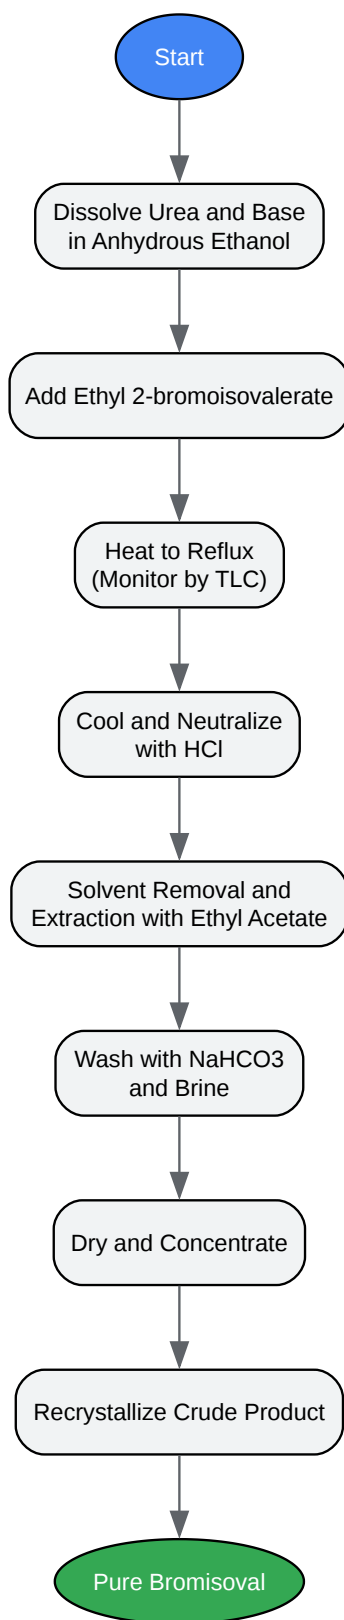 Start
Dissolve Urea and Base
in Anhydrous Ethanol
Add Ethyl 2-bromoisovalerate
Heat to Reflux
(Monitor by TLC)
Cool and Neutralize
with HCl
Solvent Removal and
Extraction with Ethyl Acetate
Wash with NaHCO3
and Brine
Dry and Concentrate
Recrystallize Crude Product
Pure Bromisoval